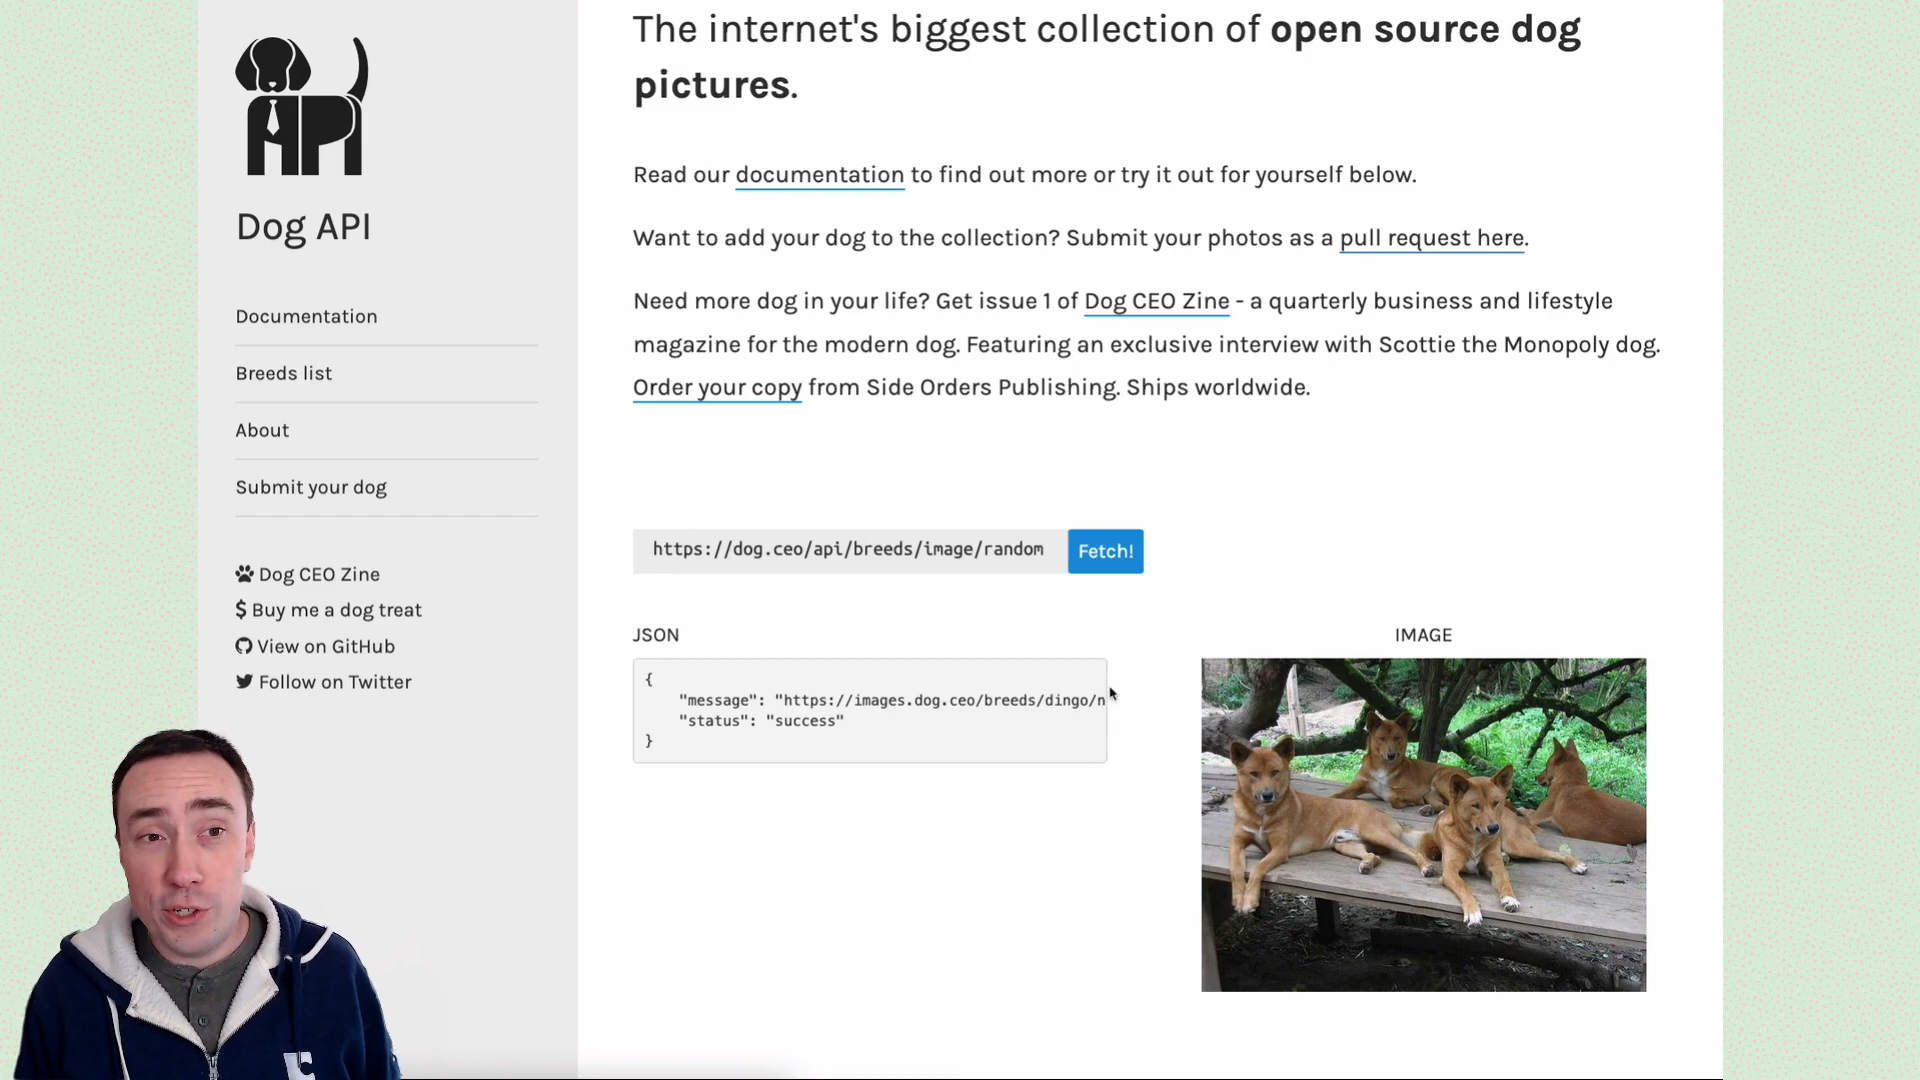 The internet's biggest collection of open source dog
pictures.
Dog API
Read our documentation to find out more or try it out for yourself below.
Want to add your dog to the collection? Submit your photos as a pull request here.
Need more dog in your life? Get issue 1 of Dog CEO Zine - a quarterly business and lifestyle
magazine for the modern dog. Featuring an exclusive interview with Scottie the Monopoly dog.
Order your copy from Side Orders Publishing. Ships worldwide.
Documentation
Breeds list
About
Submit your dog
Dog CEO Zine
$ Buy me a dog treat
View on GitHub
Follow on Twitter
https://dog.ceo/api/breeds/image/random Fetch!
JSON
{
"message": "https://images.dog.ceo/breeds/dingo/n
"status": "success"
}
IMAGE